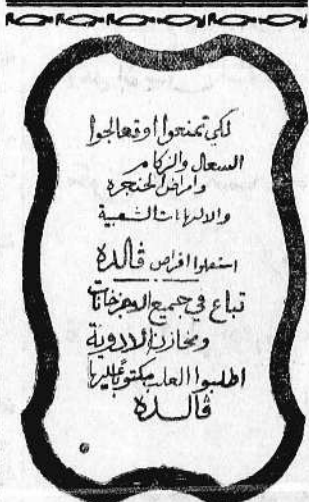 لكي تمنعوا او تعالجوا
السعال والزكام
وامراض الحنجرة
والالتهابات الشعبية
استعملوا اقراص ڤالده
تباع في جميع الاجزخانات
ومخازن الادوية
اطلبوا العلب مكتوبا عليها
ڤالده